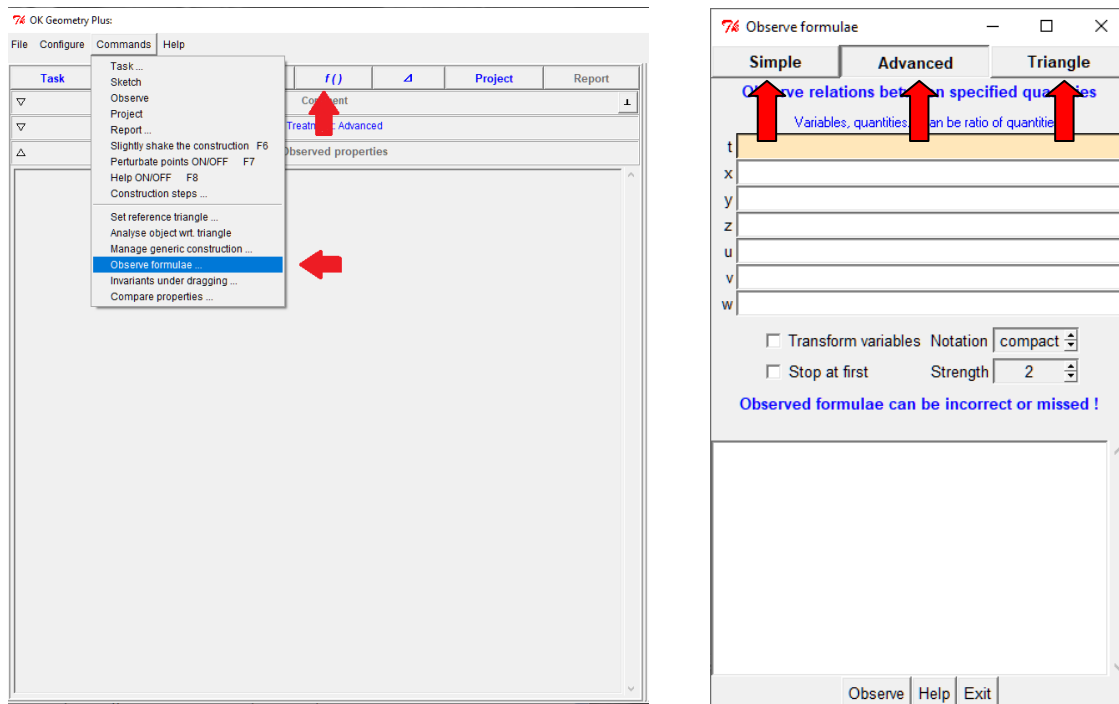 OK Geometry Plus:
File Configure Commands Help
Task f() ⊿ Project Report
Task ...
Sketch
Observe
Project
Report ...
Slightly shake the construction F6
Perturbate points ON/OFF F7
Help ON/OFF F8
Construction steps ...
Set reference triangle ...
Analyse object wrt. triangle
Manage generic construction ...
Observe formulae ...
Invariants under dragging ...
Compare properties ...
Advanced
Observed properties
Observe formulae
Simple Advanced Triangle
relations specified
Variables, quantities, can be ratio of
t
x
y
z
u
v
w
Transform variables Notation compact
Stop at first Strength 2
Observed formulae can be incorrect or missed !
Observe Help Exit